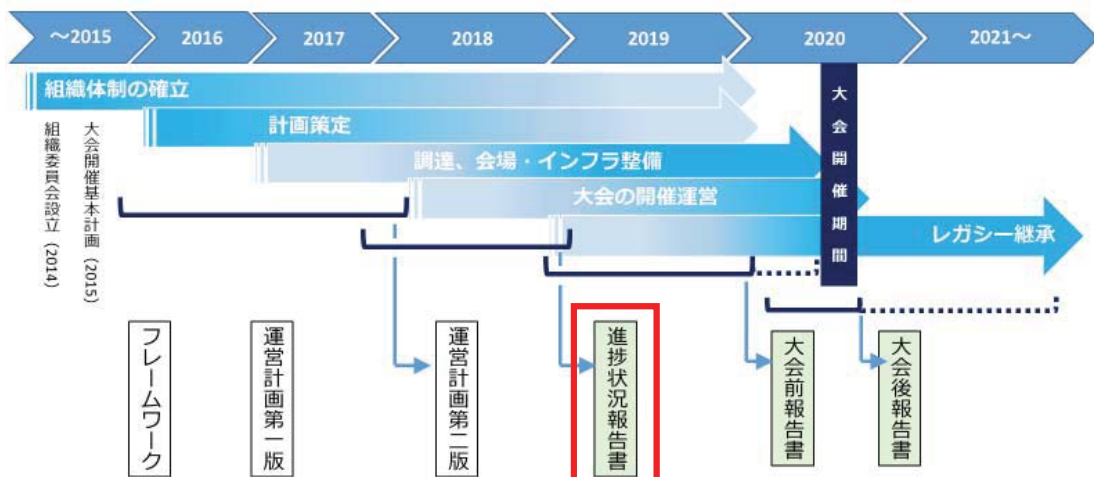 ～2015
2016
2017
2018
2019
2020
2021～
組織体制の確立
計画策定
調達、会場・インフラ整備
大会の開催運営
レガシー継承
大会開催期間
大会開催基本計画（2015）
組織委員会設立（2014）
フレームワーク
運営計画第一版
運営計画第二版
進捗状況報告書
大会前報告書
大会後報告書